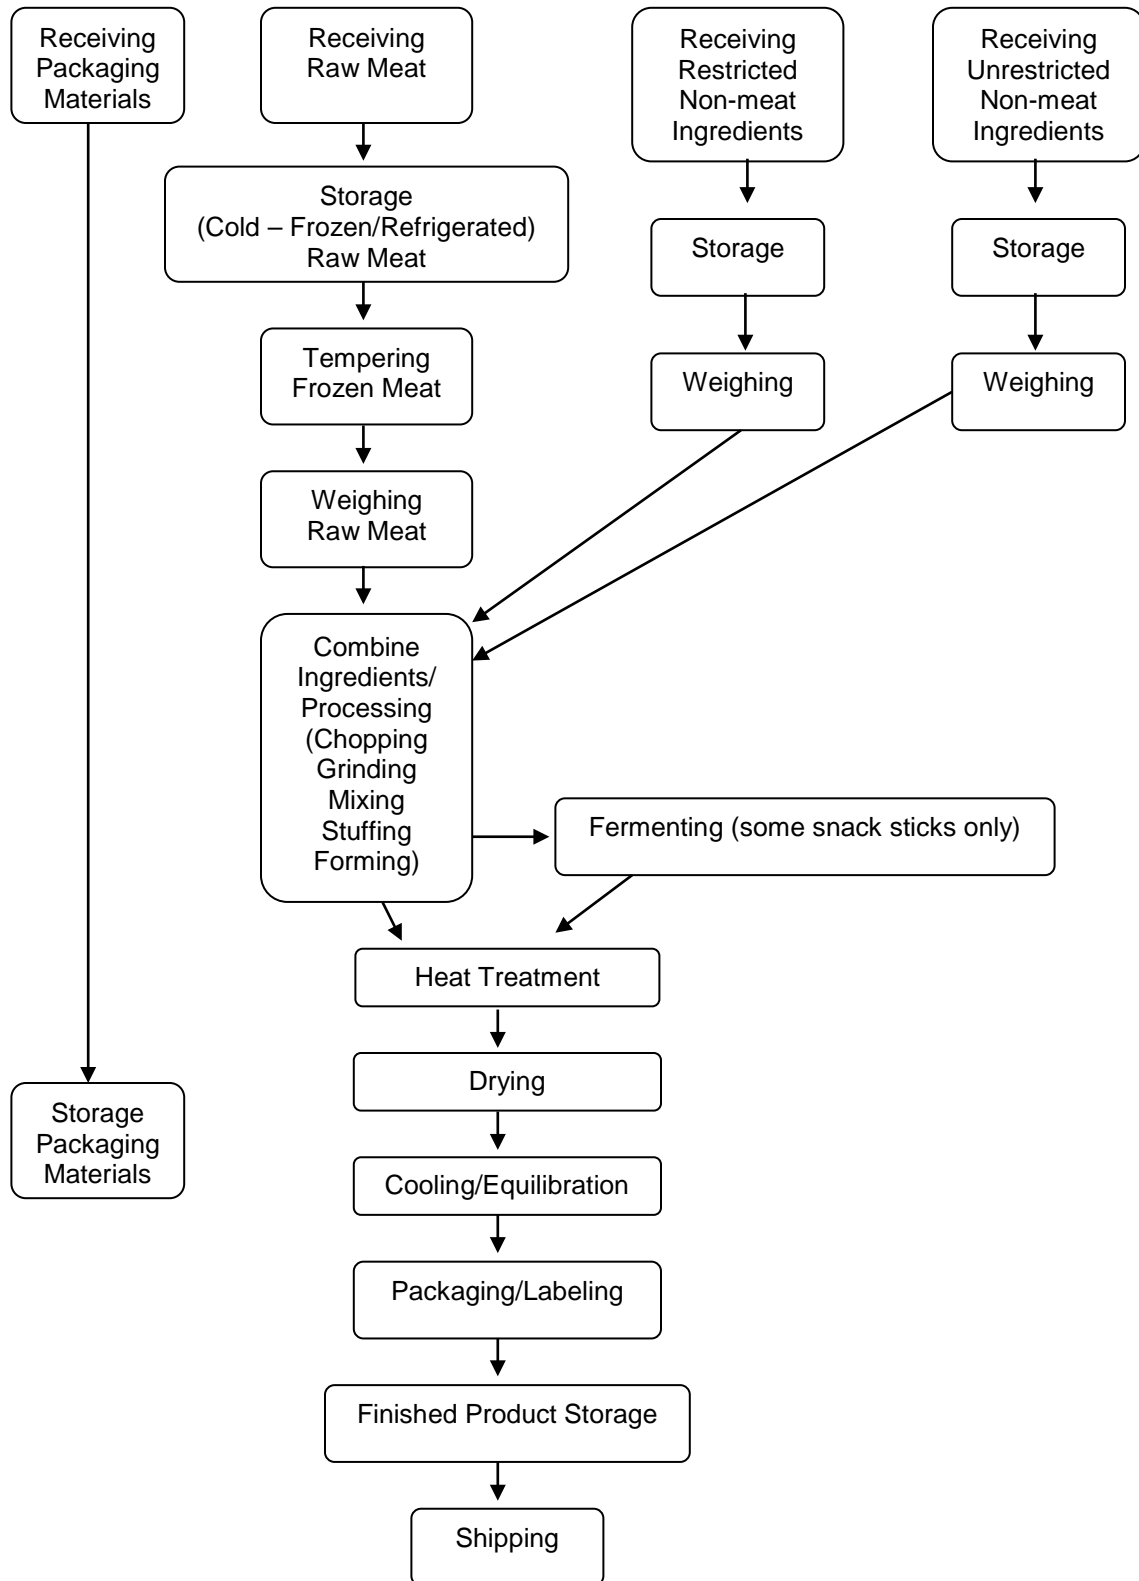 Receiving
Packaging
Materials
Receiving
Raw Meat
Receiving
Restricted
Non-meat
Ingredients
Receiving
Unrestricted
Non-meat
Ingredients
Storage
(Cold – Frozen/Refrigerated)
Raw Meat
Storage
Storage
Tempering
Frozen Meat
Weighing
Weighing
Weighing
Raw Meat
Combine
Ingredients/
Processing
(Chopping
Grinding
Mixing
Stuffing
Forming)
Fermenting (some snack sticks only)
Heat Treatment
Drying
Storage
Packaging
Materials
Cooling/Equilibration
Packaging/Labeling
Finished Product Storage
Shipping